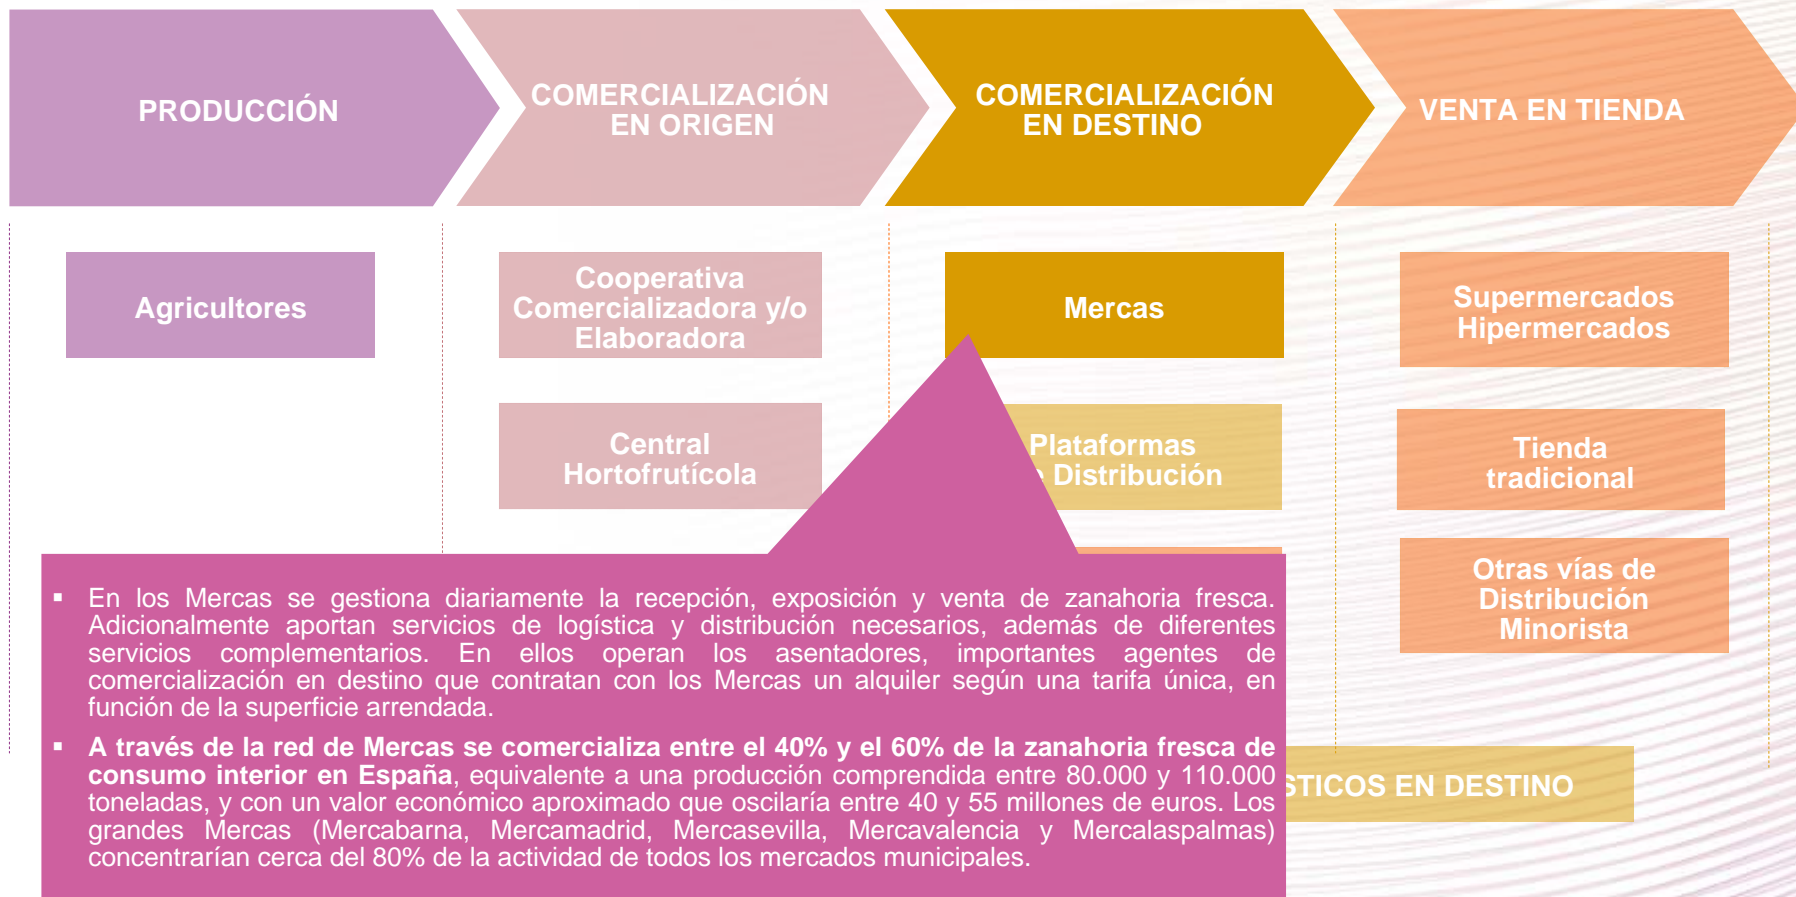 PRODUCCIÓN
COMERCIALIZACIÓN
EN ORIGEN
COMERCIALIZACIÓN
EN DESTINO
VENTA EN TIENDA
Agricultores
Cooperativa
Comercializadora y/o
Elaboradora
Mercas
Supermercados
Hipermercados
Central
Hortofrutícola
Plataformas
Distribución
Tienda
tradicional
Otras vías de
Distribución
Minorista
▪ En los Mercas se gestiona diariamente la recepción, exposición y venta de zanahoria fresca.
Adicionalmente aportan servicios de logística y distribución necesarios, además de diferentes
servicios complementarios. En ellos operan los asentadores, importantes agentes de
comercialización en destino que contratan con los Mercas un alquiler según una tarifa única, en
función de la superficie arrendada.
▪ A través de la red de Mercas se comercializa entre el 40% y el 60% de la zanahoria fresca de
consumo interior en España, equivalente a una producción comprendida entre 80.000 y 110.000
toneladas, y con un valor económico aproximado que oscilaría entre 40 y 55 millones de euros. Los
grandes Mercas (Mercabarna, Mercamadrid, Mercasevilla, Mercavalencia y Mercalaspalmas)
concentrarían cerca del 80% de la actividad de todos los mercados municipales.
STICOS EN DESTINO